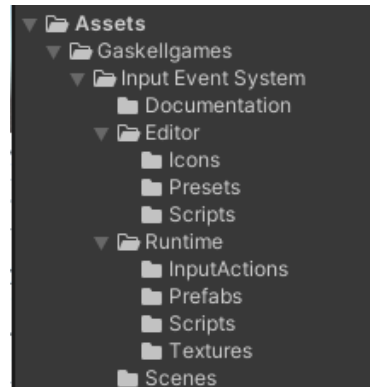 Assets
Gaskellgames
Input Event System
Documentation
Editor
Icons
Presets
Scripts
Runtime
InputActions
Prefabs
Scripts
Textures
Scenes